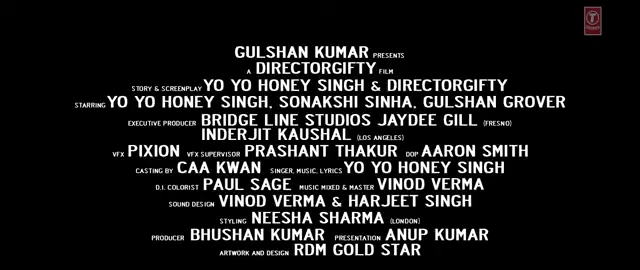 GULSHAN KUMAR PRESENTS
A DIRECTORGIFTY FILM
STORY & SCREENPLAY YO YO HONEY SINGH & DIRECTORGIFTY
STARRING YO YO HONEY SINGH, SONAKSHI SINHA, GULSHAN GROVER
EXECUTIVE PRODUCER BRIDGE LINE STUDIOS JAYDEE GILL (FRESNO)
INDERJIT KAUSHAL (LOS ANGELES)
VFX PIXION VFX SUPERVISOR PRASHANT THAKUR DOP AARON SMITH
CASTING BY CAA KWAN SINGER, MUSIC, LYRICS YO YO HONEY SINGH
D.I. COLORIST PAUL SAGE MUSIC MIXED & MASTER VINOD VERMA
SOUND DESIGN VINOD VERMA & HARJEET SINGH
STYLING NEESHA SHARMA (LONDON)
PRODUCER BHUSHAN KUMAR PRESENTATION ANUP KUMAR
ARTWORK AND DESIGN RDM GOLD STAR